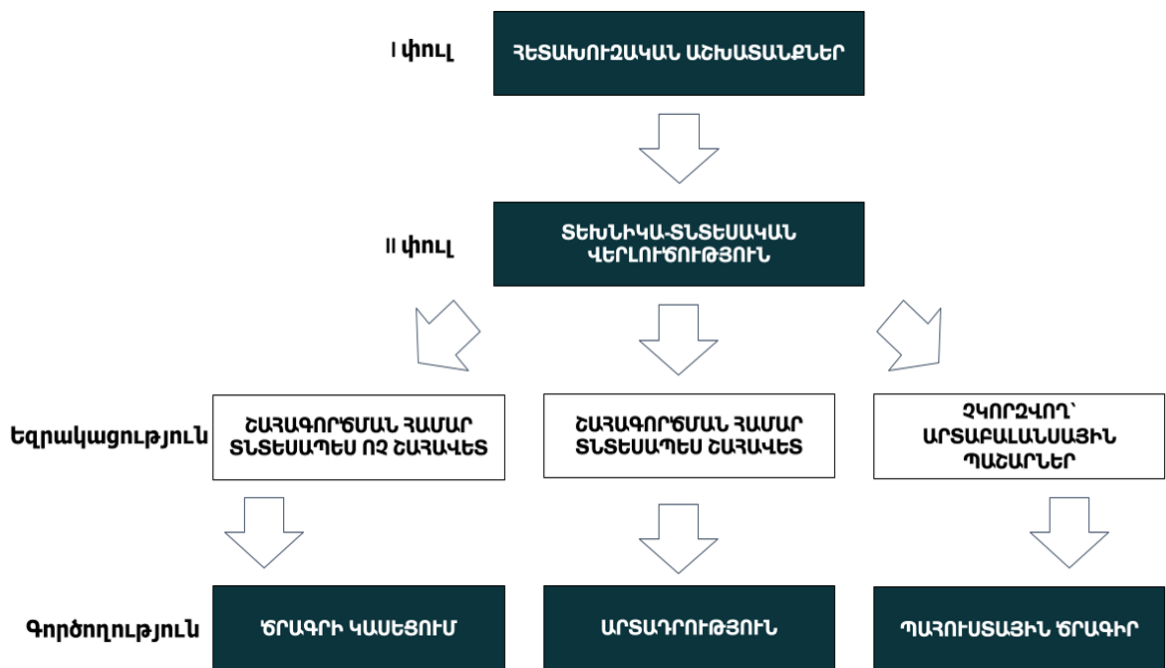 I փուլ
ՀԵՏԱԽՈՒԶԱԿԱՆ ԱՇԽԱՏԱՆՔՆԵՐ
II փուլ
ՏԵԽՆԻԿԱ-ՏՆՏԵՍԱԿԱՆ
ՎԵՐԼՈՒԾՈՒԹՅՈՒՆ
Եզրակացություն
ՇԱՀԱԳՈՐԾՄԱՆ ՀԱՄԱՐ
ՏՆՏԵՍԱՊԵՍ ՈՉ ՇԱՀԱՎԵՏ
ՇԱՀԱԳՈՐԾՄԱՆ ՀԱՄԱՐ
ՏՆՏԵՍԱՊԵՍ ՇԱՀԱՎԵՏ
ՉԿՈՐԶՎՈՂ՝
ԱՐՏԱԲԱԼԱՆՍԱՅԻՆ
ՊԱՇԱՐՆԵՐ
Գործողություն
ԾՐԱԳՐԻ ԿԱՍԵՑՈՒՄ
ԱՐՏԱԴՐՈՒԹՅՈՒՆ
ՊԱՀՈՒՍՏԱՅԻՆ ԾՐԱԳԻՐ